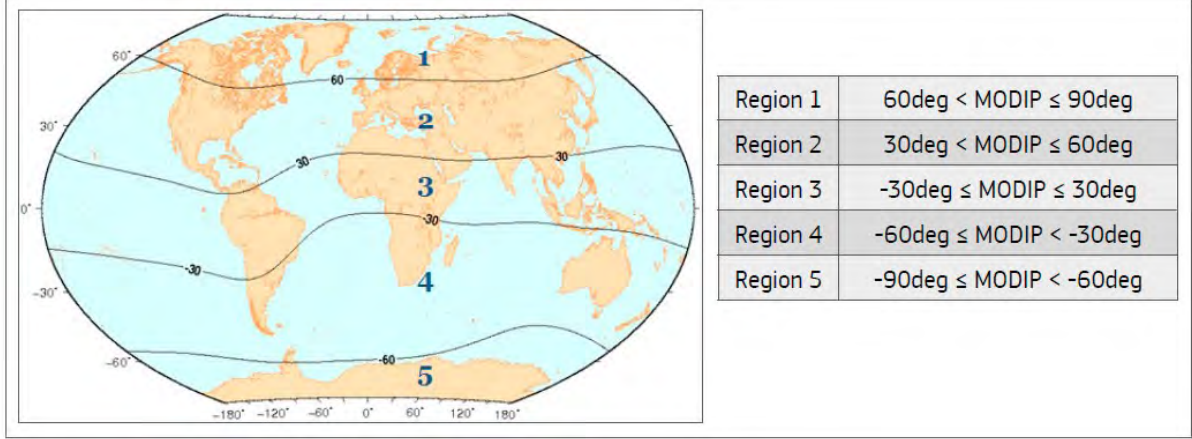 60°
30°
0°
-30°
-60°
-180° -120° -60° 0° 60° 120° 180°
60
30
30
-30
-30
-60
1
2
3
4
5
Region 1 60deg < MODIP ≤ 90deg
Region 2 30deg < MODIP ≤ 60deg
Region 3 -30deg ≤ MODIP ≤ 30deg
Region 4 -60deg ≤ MODIP < -30deg
Region 5 -90deg ≤ MODIP < -60deg